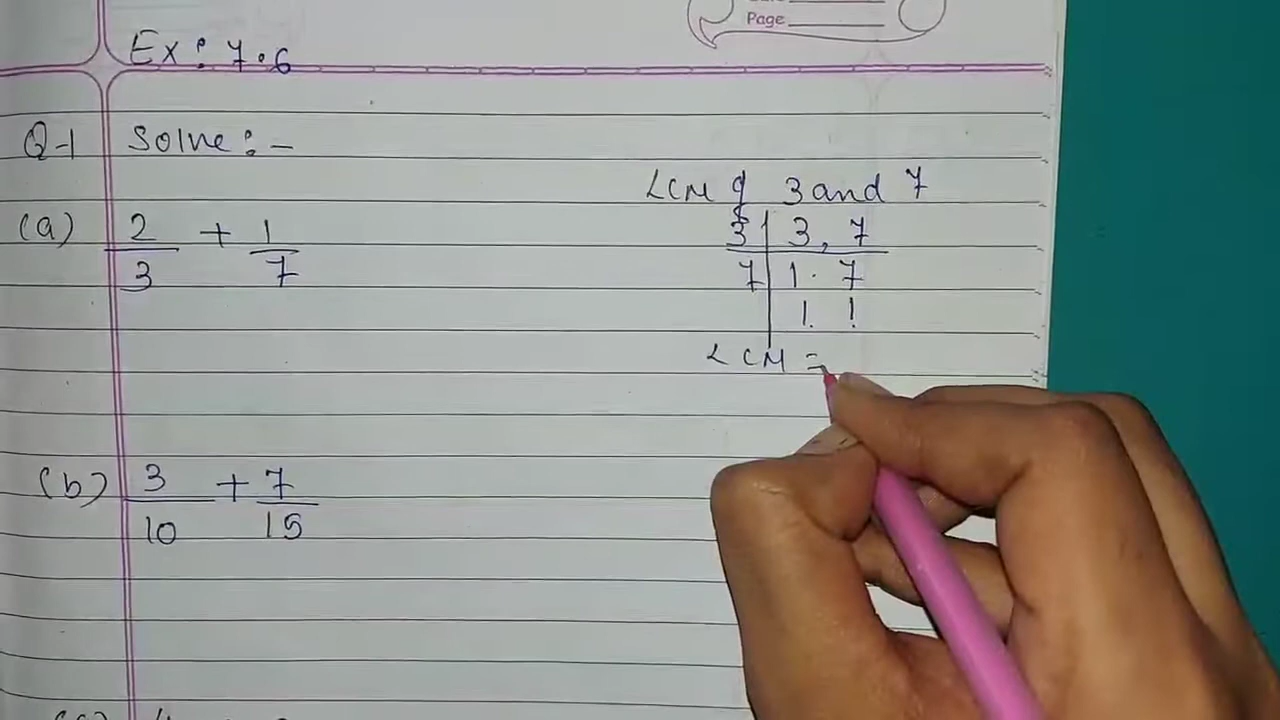 Page
Ex: 7.6
Q-1 Solve:-
LCM of 3 and 7
(a) 2/3 + 1/7
3 | 3, 7
7 | 1. 7
1. 1
LCM =
(b) 3/10 + 7/15